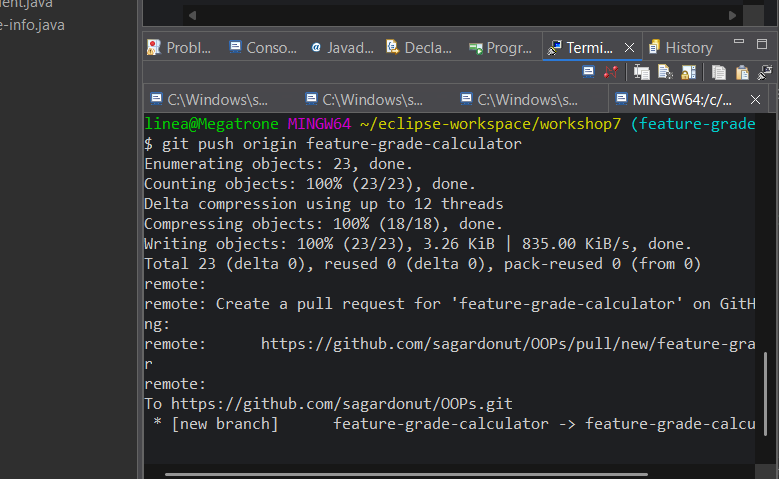 ent.java
e-info.java
Probl...
Conso...
Javad...
Decla...
Progr...
Termi...
History
C:\Windows\s...
C:\Windows\s...
C:\Windows\s...
MINGW64:/c/...
linea@Megatrone MINGW64 ~/eclipse-workspace/workshop7 (feature-grade
$ git push origin feature-grade-calculator
Enumerating objects: 23, done.
Counting objects: 100% (23/23), done.
Delta compression using up to 12 threads
Compressing objects: 100% (18/18), done.
Writing objects: 100% (23/23), 3.26 KiB | 835.00 KiB/s, done.
Total 23 (delta 0), reused 0 (delta 0), pack-reused 0 (from 0)
remote:
remote: Create a pull request for 'feature-grade-calculator' on GitH
ng:
remote:      https://github.com/sagardonut/OOPs/pull/new/feature-gra
r
remote:
To https://github.com/sagardonut/OOPs.git
 * [new branch]      feature-grade-calculator -> feature-grade-calcu